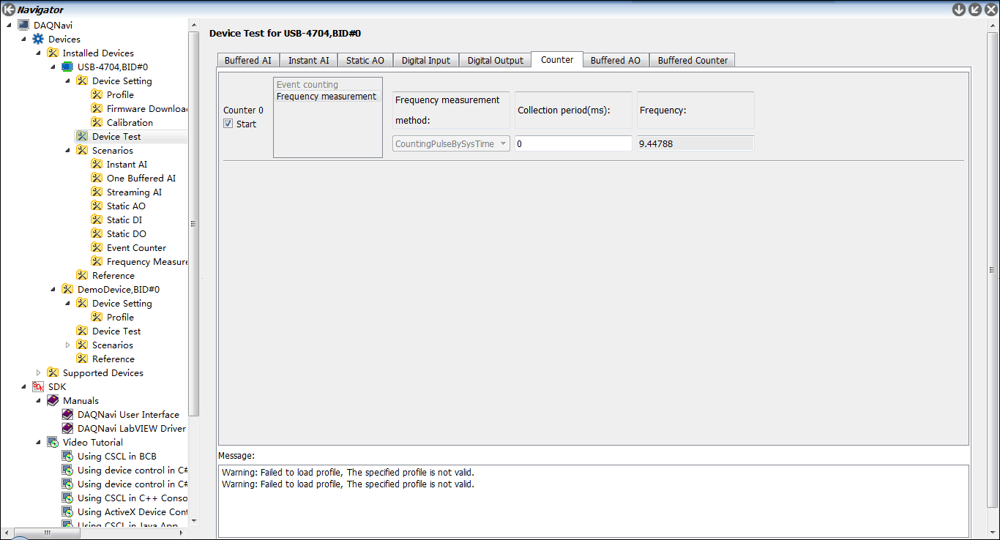 Navigator
DAQNavi
Devices
Installed Devices
USB-4704,BID#0
Device Setting
Profile
Firmware Downloa
Calibration
Device Test
Scenarios
Instant AI
One Buffered AI
Streaming AI
Static AO
Static DI
Static DO
Event Counter
Frequency Measure
Reference
DemoDevice,BID#0
Device Setting
Profile
Device Test
Scenarios
Reference
Supported Devices
SDK
Manuals
DAQNavi User Interface
DAQNavi LabVIEW Driver
Video Tutorial
Using CSCL in BCB
Using device control in C#
Using device control in C#
Using CSCL in C++ Conso
Using ActiveX Device Cont
Using CSCL in Java App
Device Test for USB-4704,BID#0
Buffered AI Instant AI Static AO Digital Input Digital Output Counter Buffered AO Buffered Counter
Counter 0
Start
Event counting
Frequency measurement
Frequency measurement
method:
Collection period(ms):
Frequency:
CountingPulseBySysTime
0
9.44788
Message:
Warning: Failed to load profile, The specified profile is not valid.
Warning: Failed to load profile, The specified profile is not valid.